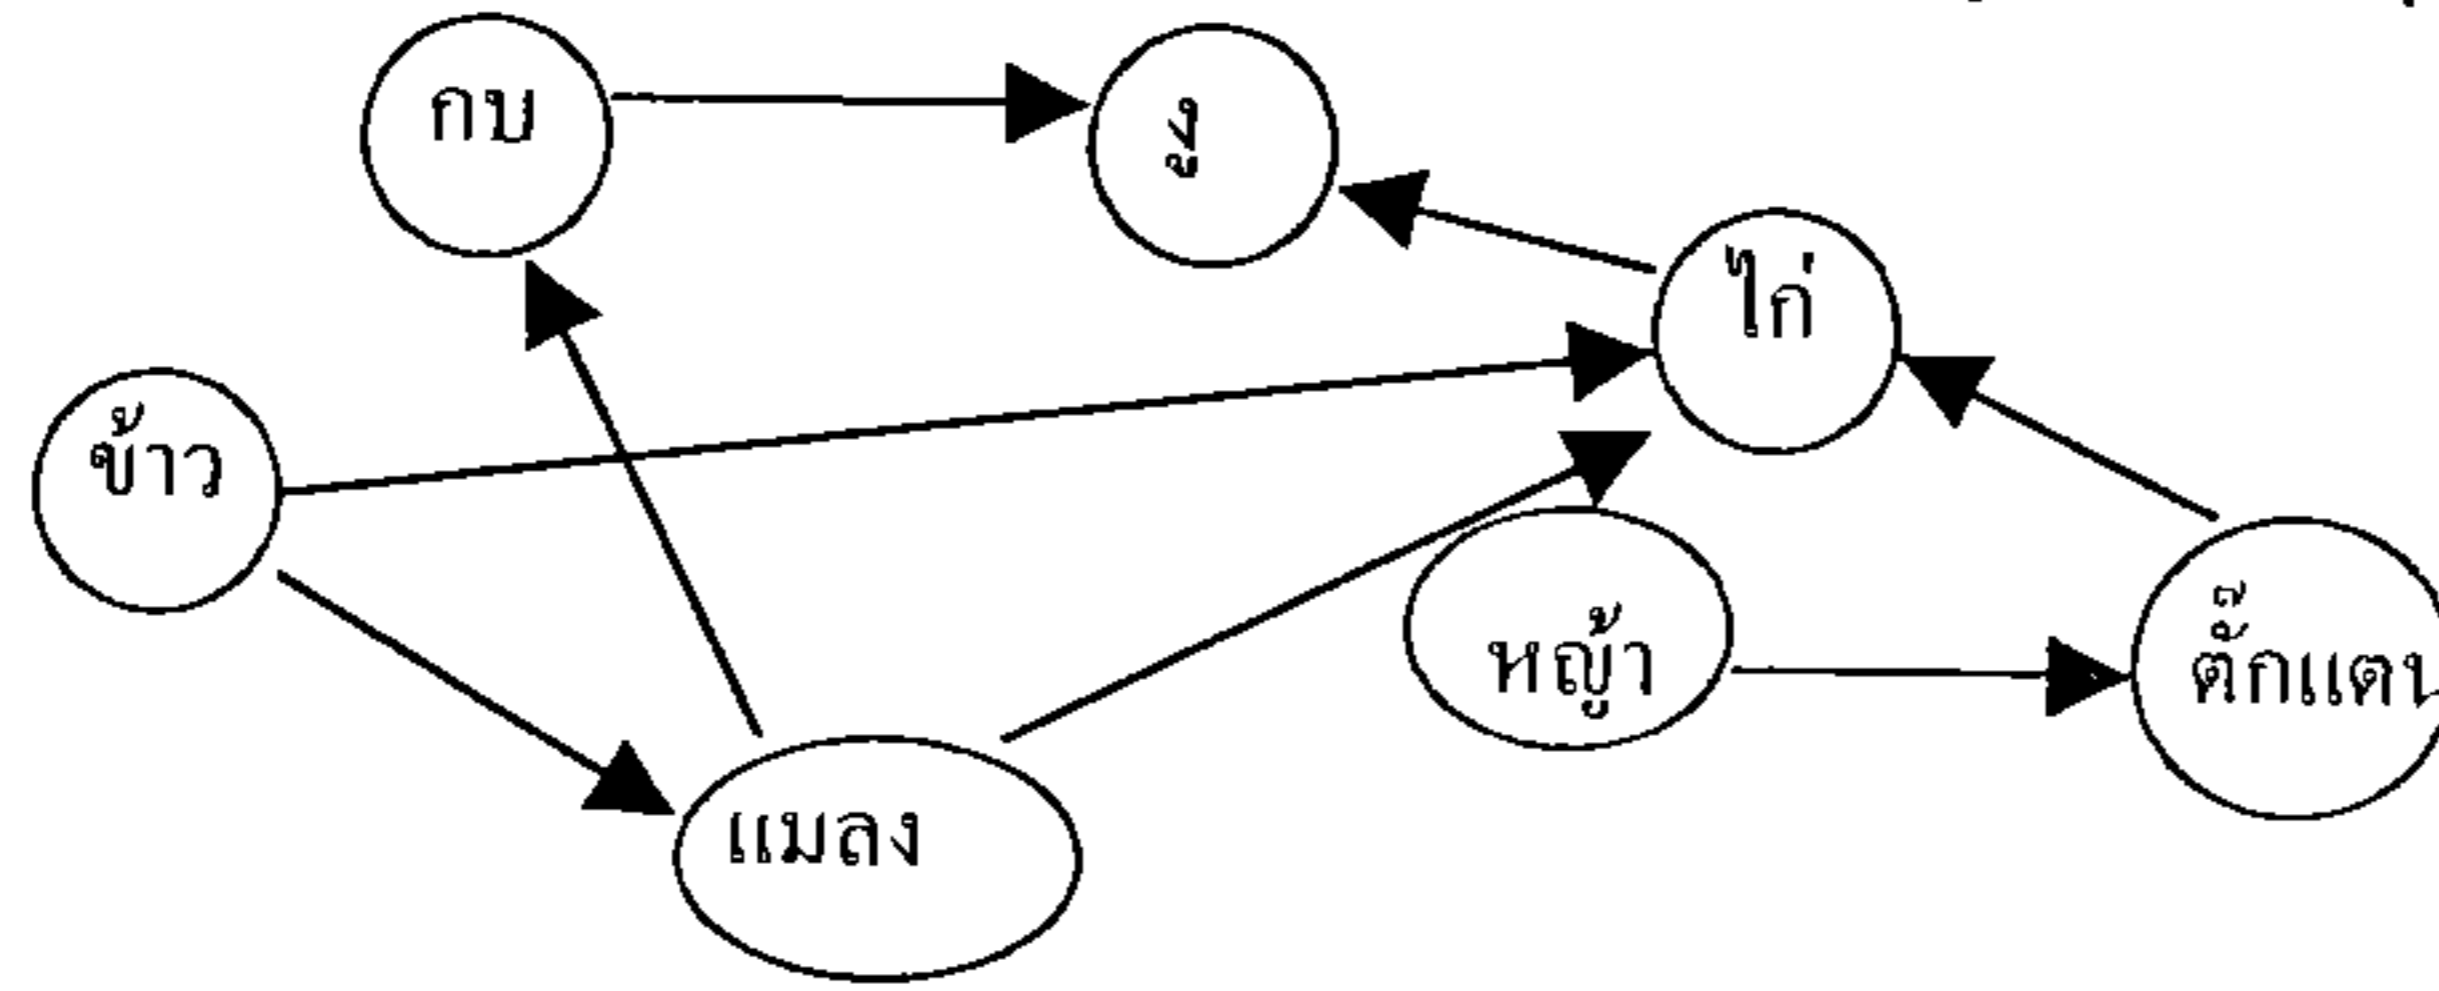 กบ
งู
ไก่
ข้าว
หญ้า
ตั๊กแตน
แมลง